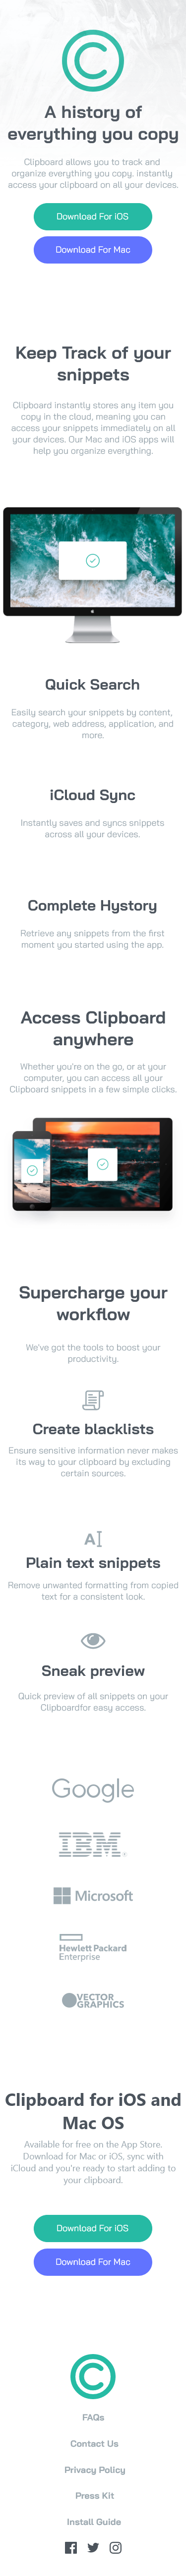 A history of
everything you copy
Clipboard allows you to track and
organize everything you copy. instantly
access your clipboard on all your devices.
Download For iOS
Download For Mac
Keep Track of your
snippets
Clipboard instantly stores any item you
copy in the cloud, meaning you can
access your snippets immediately on all
your devices. Our Mac and iOS apps will
help you organize everything.
Quick Search
Easily search your snippets by content,
category, web address, application, and
more.
iCloud Sync
Instantly saves and syncs snippets
across all your devices.
Complete Hystory
Retrieve any snippets from the first
moment you started using the app.
Access Clipboard
anywhere
Whether you're on the go, or at your
computer, you can access all your
Clipboard snippets in a few simple clicks.
Supercharge your
workflow
We've got the tools to boost your
productivity.
Create blacklists
Ensure sensitive information never makes
its way to your clipboard by excluding
certain sources.
A
Plain text snippets
Remove unwanted formatting from copied
text for a consistent look.
Sneak preview
Quick preview of all snippets on your
Clipboardfor easy access.
Google
IBM
Microsoft
Hewlett Packard
Enterprise
VECTOR
GRAPHICS
Clipboard for iOS and
Mac OS
Available for free on the App Store.
Download for Mac or iOS, sync with
iCloud and you're ready to start adding to
your clipboard.
Download For iOS
Download For Mac
FAQs
Contact Us
Privacy Policy
Press Kit
Install Guide